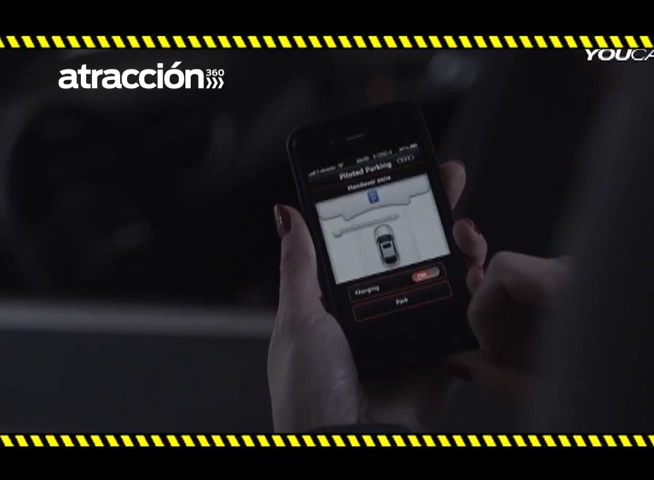 YOUCA
atracción360
Piloted Parking
Handover zone
P
Charging
ON
Park